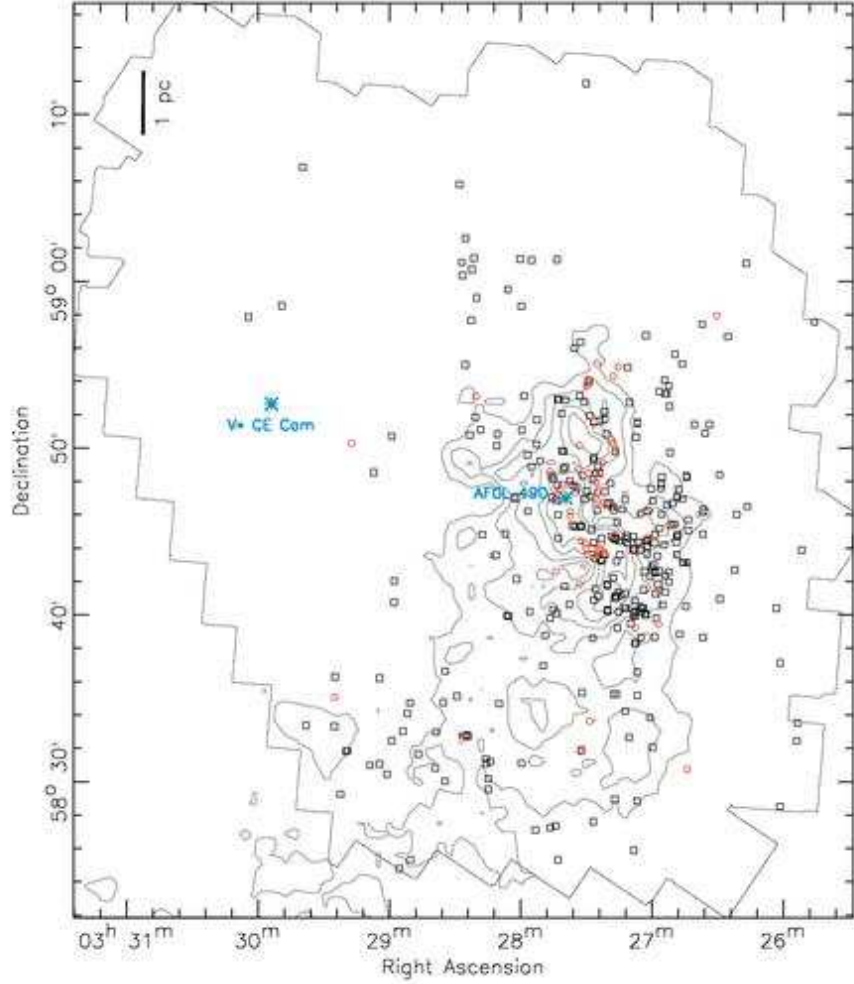 1 pc
10'
59° 00'
V* CE Cam
50'
AFGL 490
40'
58° 30'
Declination
03ʰ 31ᵐ 30ᵐ 29ᵐ 28ᵐ 27ᵐ 26ᵐ
Right Ascension